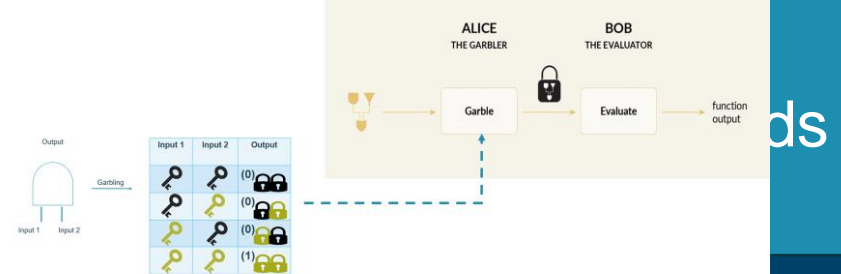 ALICE
THE GARBLER
BOB
THE EVALUATOR
Garble
Evaluate
function
output
ds
Output
Input 1
Input 2
Garbling
Input 1 Input 2 Output
(0)
(0)
(0)
(1)